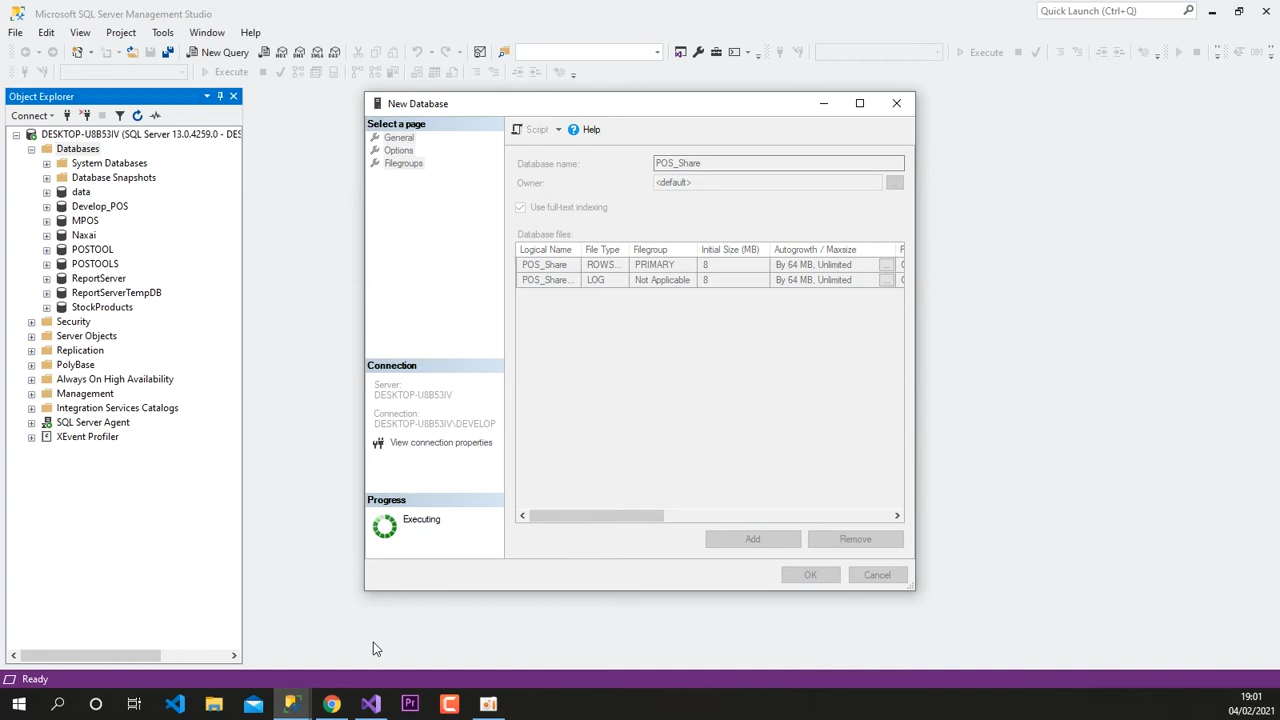 Microsoft SQL Server Management Studio
Quick Launch (Ctrl+Q)
File Edit View Project Tools Window Help
New Query
Execute
Execute
Object Explorer
Connect
DESKTOP-U8B53IV (SQL Server 13.0.4259.0 - DES
Databases
System Databases
Database Snapshots
data
Develop_POS
MPOS
Naxai
POSTOOL
POSTOOLS
ReportServer
ReportServerTempDB
StockProducts
Security
Server Objects
Replication
PolyBase
Always On High Availability
Management
Integration Services Catalogs
SQL Server Agent
XEvent Profiler
New Database
Select a page
General
Options
Filegroups
Connection
Server:
DESKTOP-U8B53IV
Connection:
DESKTOP-U8B53IV\DEVELOP
View connection properties
Progress
Executing
Script Help
Database name: POS_Share
Owner: <default> ...
Use full-text indexing
Database files:
Logical Name File Type Filegroup Initial Size (MB) Autogrowth / Maxsize
POS_Share ROWS... PRIMARY 8 By 64 MB, Unlimited ...
POS_Share... LOG Not Applicable 8 By 64 MB, Unlimited ...
Add Remove
OK Cancel
Ready
Pr
19:01
04/02/2021